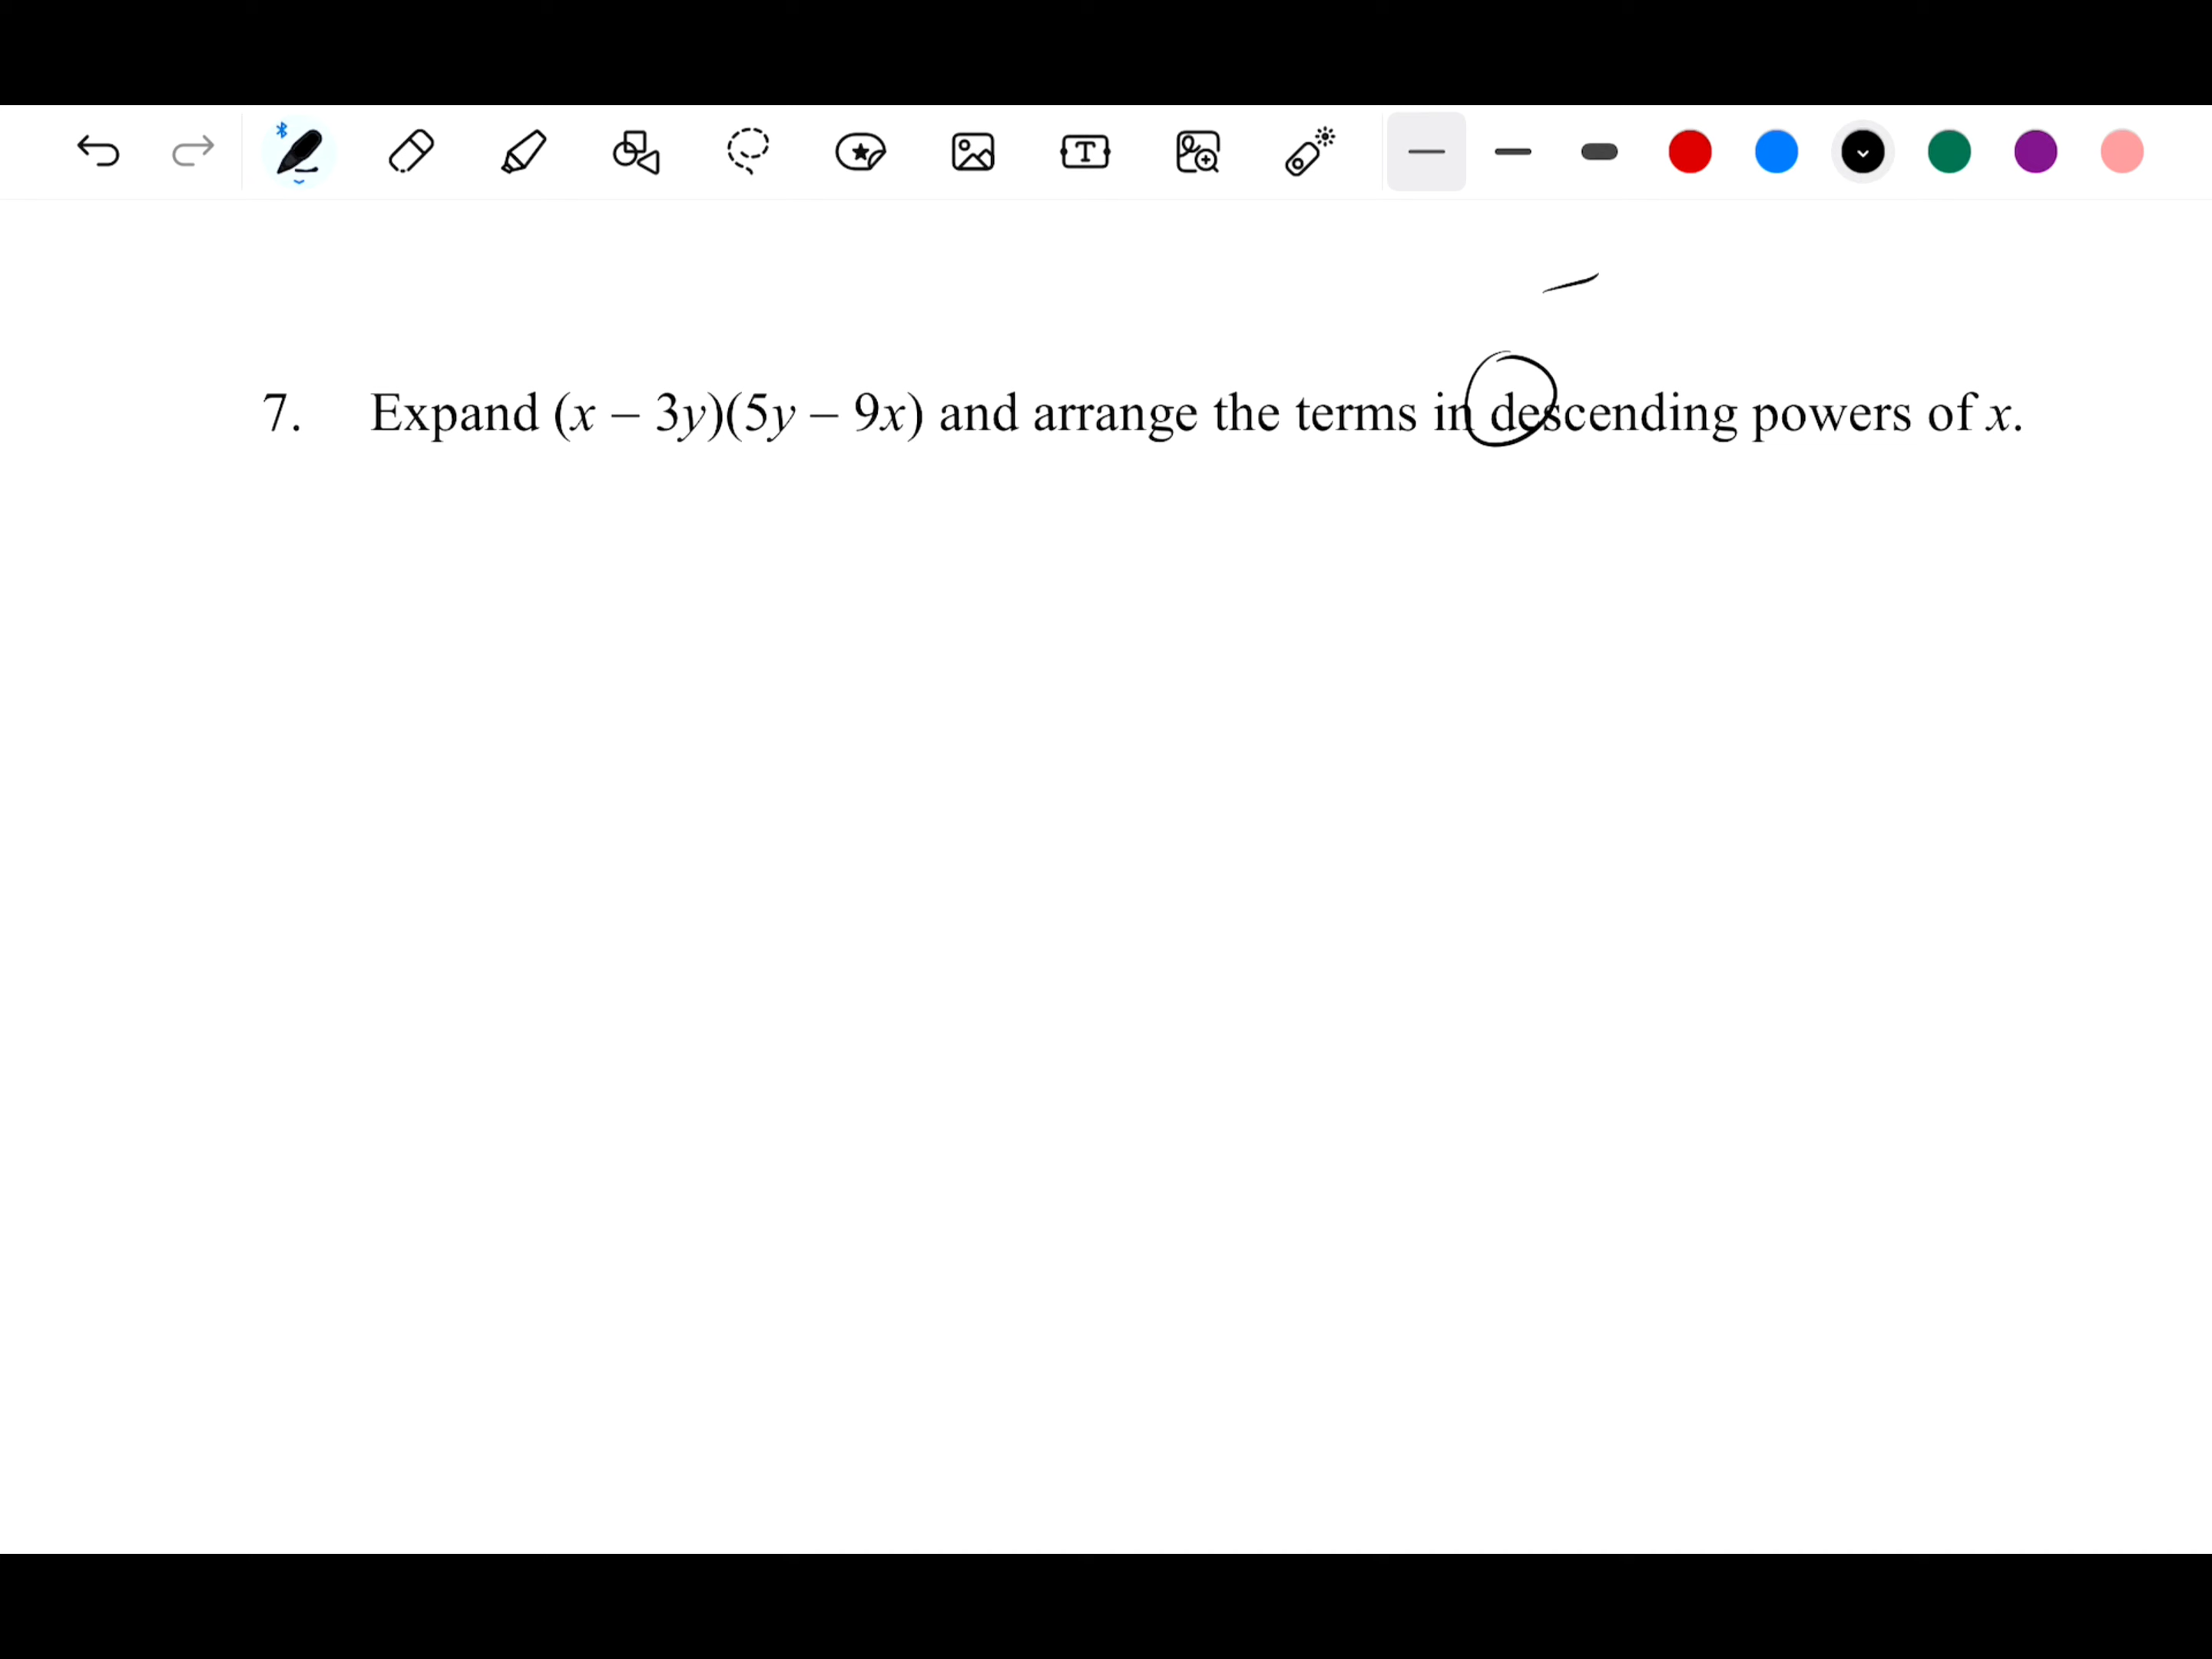 7. Expand (x – 3y)(5y – 9x) and arrange the terms in descending powers of x.